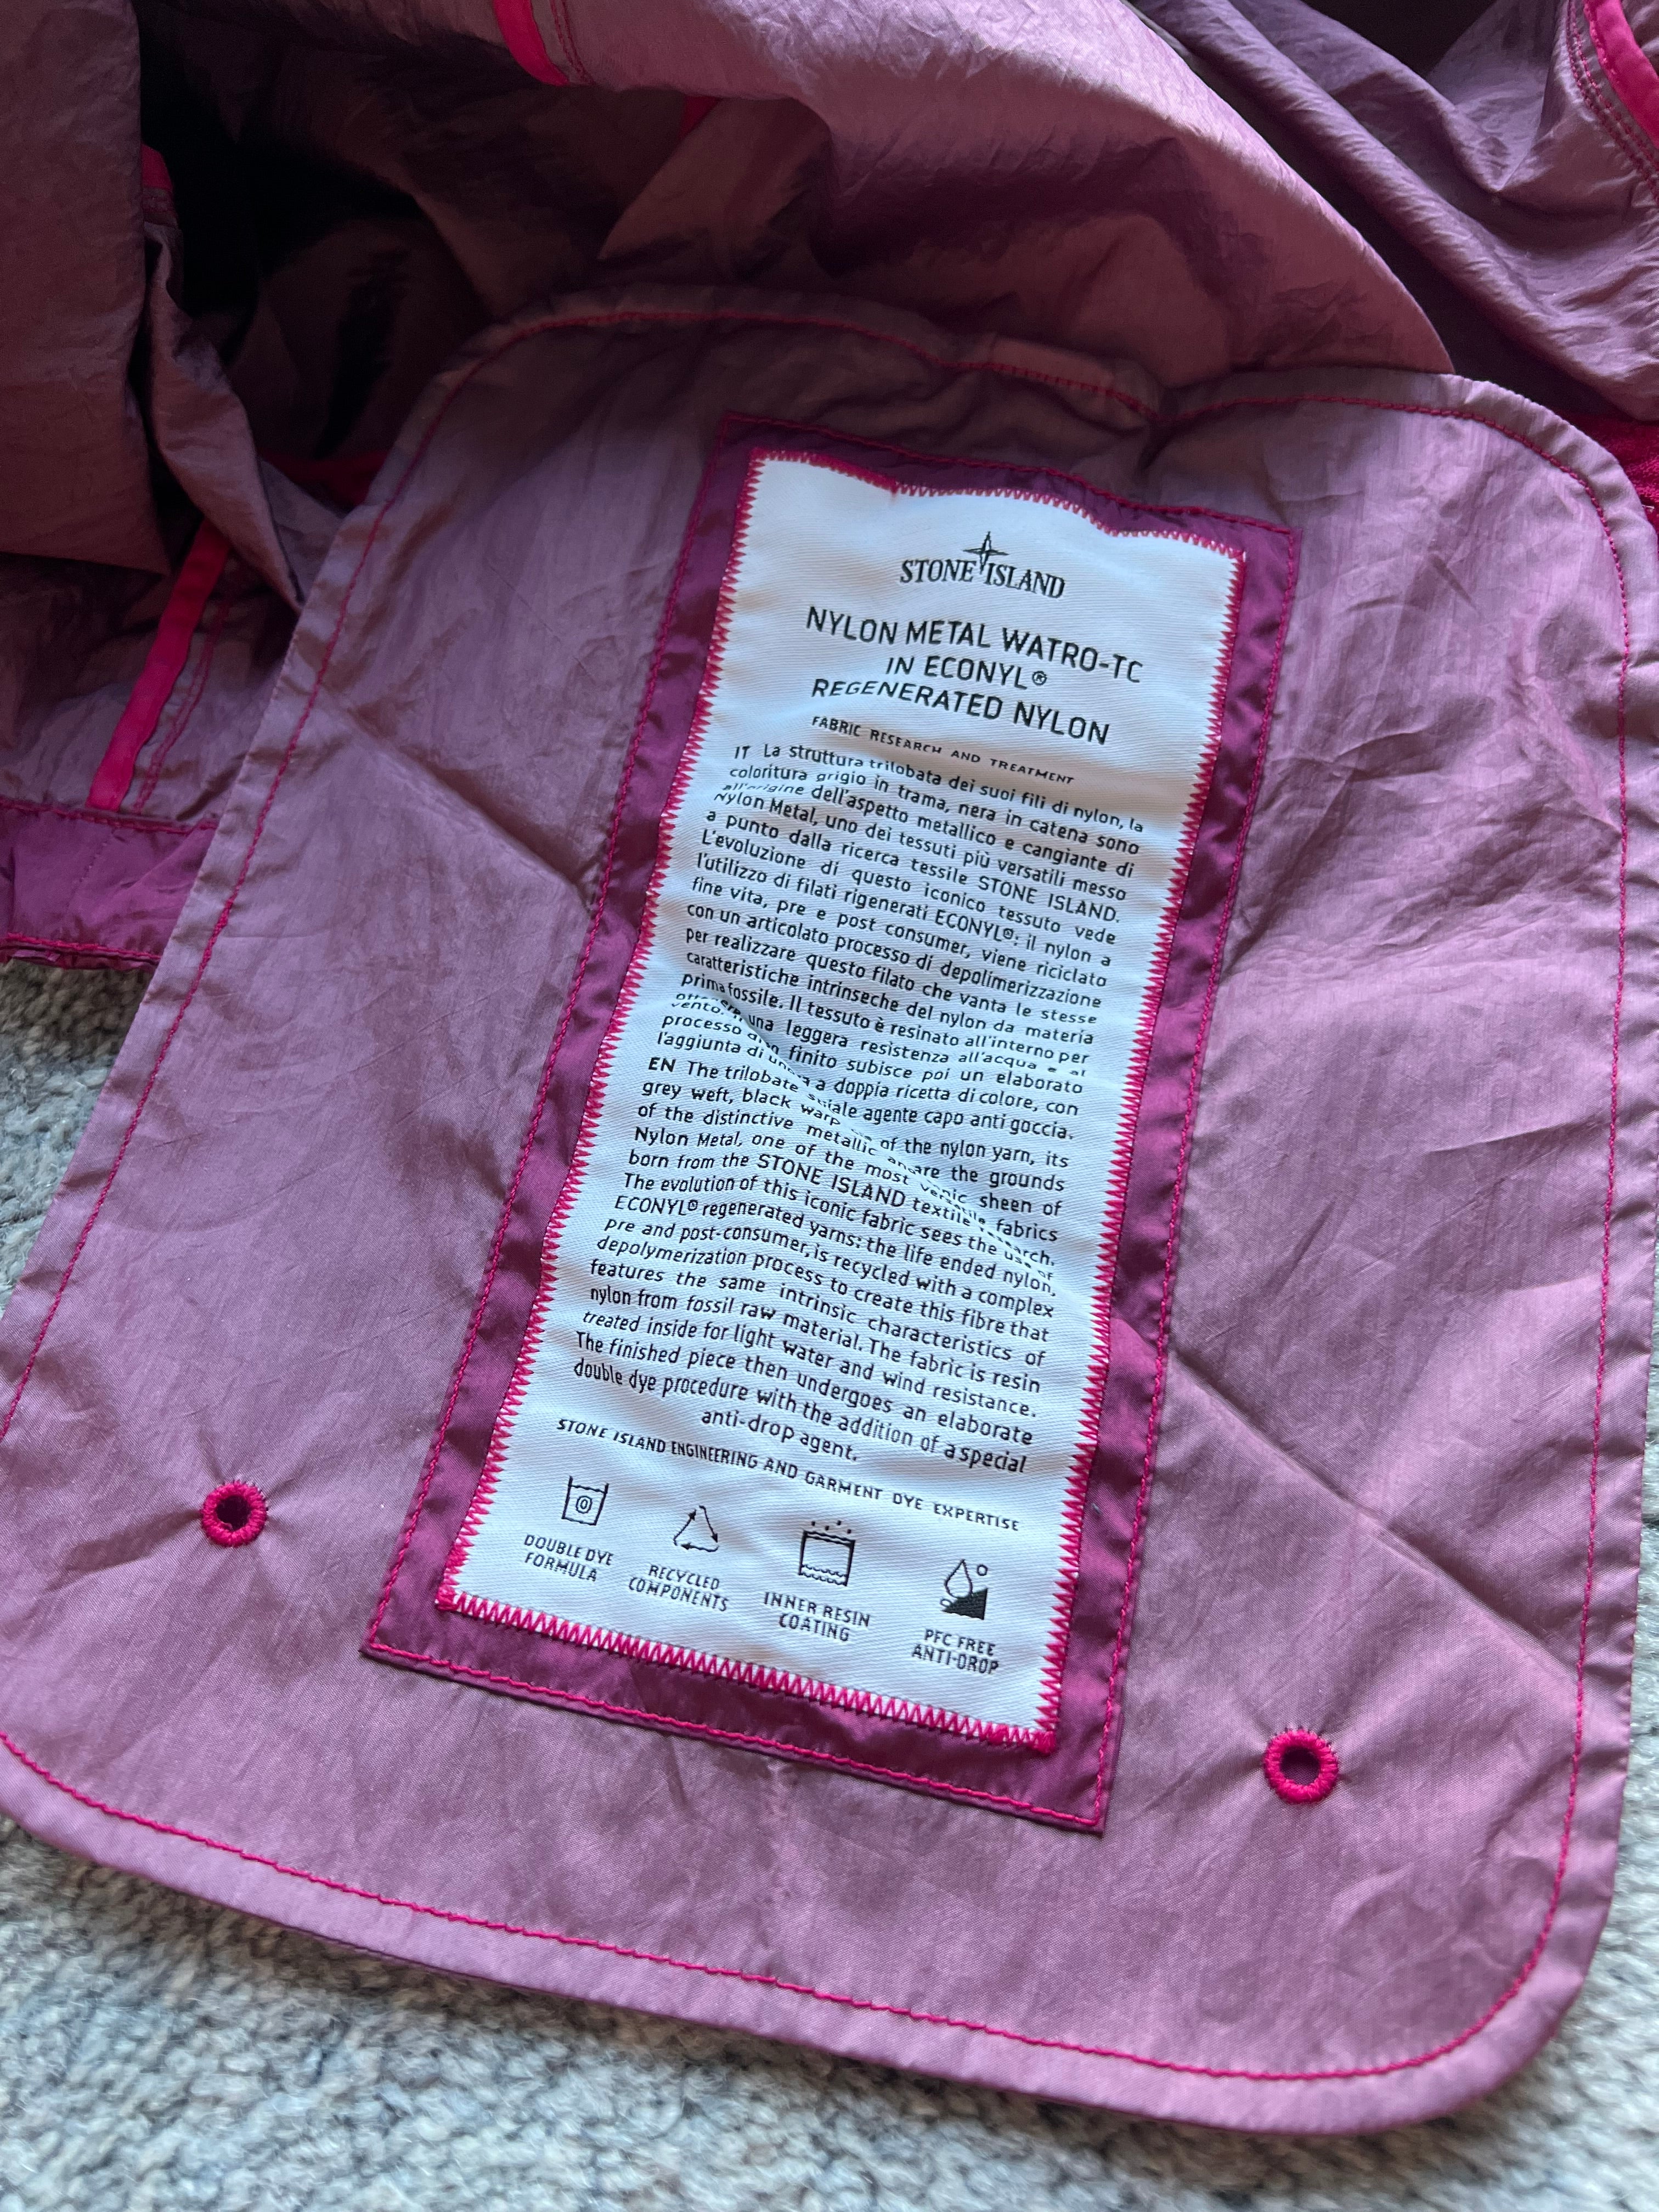 STONE ISLAND
NYLON METAL WATRO-TC
IN ECONYL®
REGENERATED NYLON
FABRIC RESEARCH AND TREATMENT
IT La struttura trilobata dei suoi fili di nylon, la
coloritura grigio in trama, nera in catena sono
all'origine dell'aspetto metallico e cangiante di
Nylon Metal, uno dei tessuti più versatili messo
a punto dalla ricerca tessile STONE ISLAND.
L'evoluzione di questo iconico tessuto vede
l'utilizzo di filati rigenerati ECONYL®: il nylon a
fine vita, pre e post consumer, viene riciclato
con un articolato processo di depolimerizzazione
per realizzare questo filato che vanta le stesse
caratteristiche intrinseche del nylon da materia
prima fossile. Il tessuto è resinato all'interno per
una leggera resistenza all'acqua e al
vento. finito subisce poi un elaborato
processo a doppia ricetta di colore, con
l'aggiunta di agente capo anti goccia.
EN The trilobate of the nylon yarn, its
grey weft, black warp are the grounds
of the distinctive metallic sheen of
Nylon Metal, one of the most fabrics
born from the STONE ISLAND textile
The evolution of this iconic fabric sees the use of
ECONYL® regenerated yarns: the life ended nylon,
pre and post-consumer, is recycled with a complex
depolymerization process to create this fibre that
features the same intrinsic characteristics of
nylon from fossil raw material. The fabric is resin
treated inside for light water and wind resistance.
The finished piece then undergoes an elaborate
double dye procedure with the addition of a special
anti-drop agent.
STONE ISLAND ENGINEERING AND GARMENT DYE EXPERTISE
DOUBLE DYE
FORMULA
RECYCLED
COMPONENTS
INNER RESIN
COATING
PFC FREE
ANTI-DROP